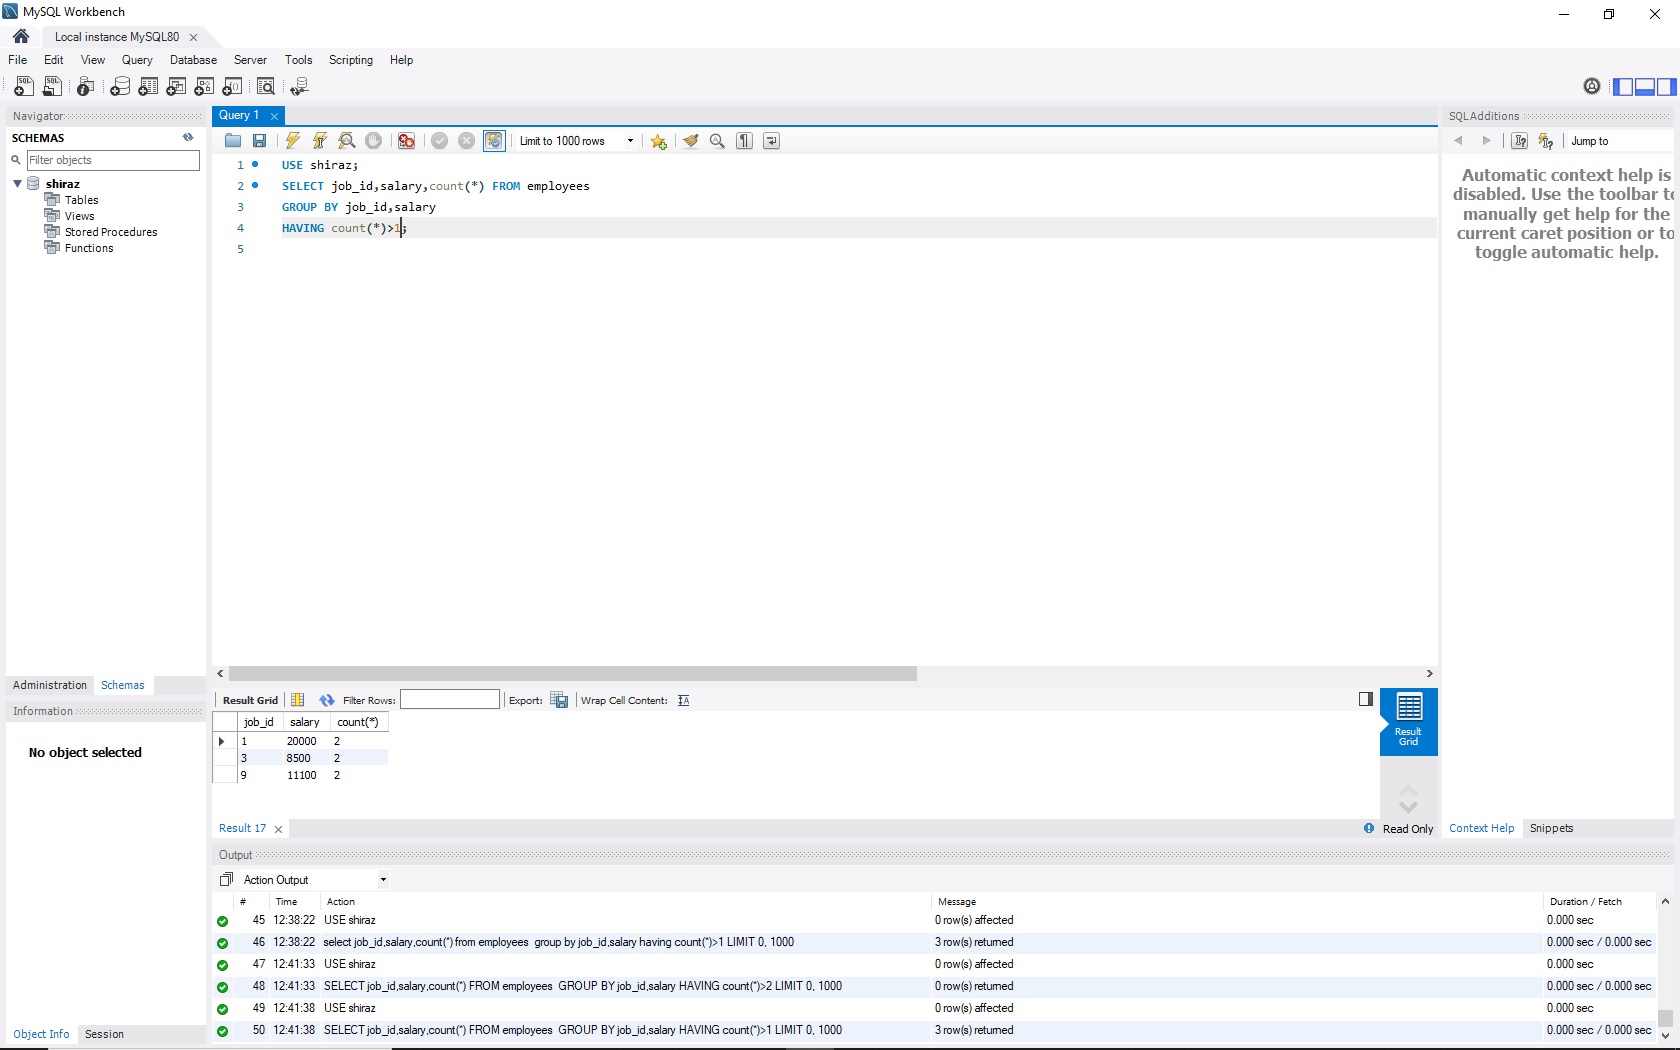 MySQL Workbench
Local instance MySQL80
File Edit View Query Database Server Tools Scripting Help
Navigator
SCHEMAS
Filter objects
shiraz
Tables
Views
Stored Procedures
Functions
Administration Schemas
Information
No object selected
Object Info Session
Query 1
Limit to 1000 rows
1 USE shiraz;
2 SELECT job_id,salary,count(*) FROM employees
3 GROUP BY job_id,salary
4 HAVING count(*)>1;
5
Result Grid Filter Rows: Export: Wrap Cell Content:
job_id salary count(*)
1 20000 2
3 8500 2
9 11100 2
Result Grid
Result 17
Read Only
SQLAdditions
Jump to
Automatic context help is
disabled. Use the toolbar to
manually get help for the
current caret position or to
toggle automatic help.
Context Help Snippets
Output
Action Output
# Time Action Message Duration / Fetch
45 12:38:22 USE shiraz 0 row(s) affected 0.000 sec
46 12:38:22 select job_id,salary,count(*) from employees group by job_id,salary having count(*)>1 LIMIT 0, 1000 3 row(s) returned 0.000 sec / 0.000 sec
47 12:41:33 USE shiraz 0 row(s) affected 0.000 sec
48 12:41:33 SELECT job_id,salary,count(*) FROM employees GROUP BY job_id,salary HAVING count(*)>2 LIMIT 0, 1000 0 row(s) returned 0.000 sec / 0.000 sec
49 12:41:38 USE shiraz 0 row(s) affected 0.000 sec
50 12:41:38 SELECT job_id,salary,count(*) FROM employees GROUP BY job_id,salary HAVING count(*)>1 LIMIT 0, 1000 3 row(s) returned 0.000 sec / 0.000 sec